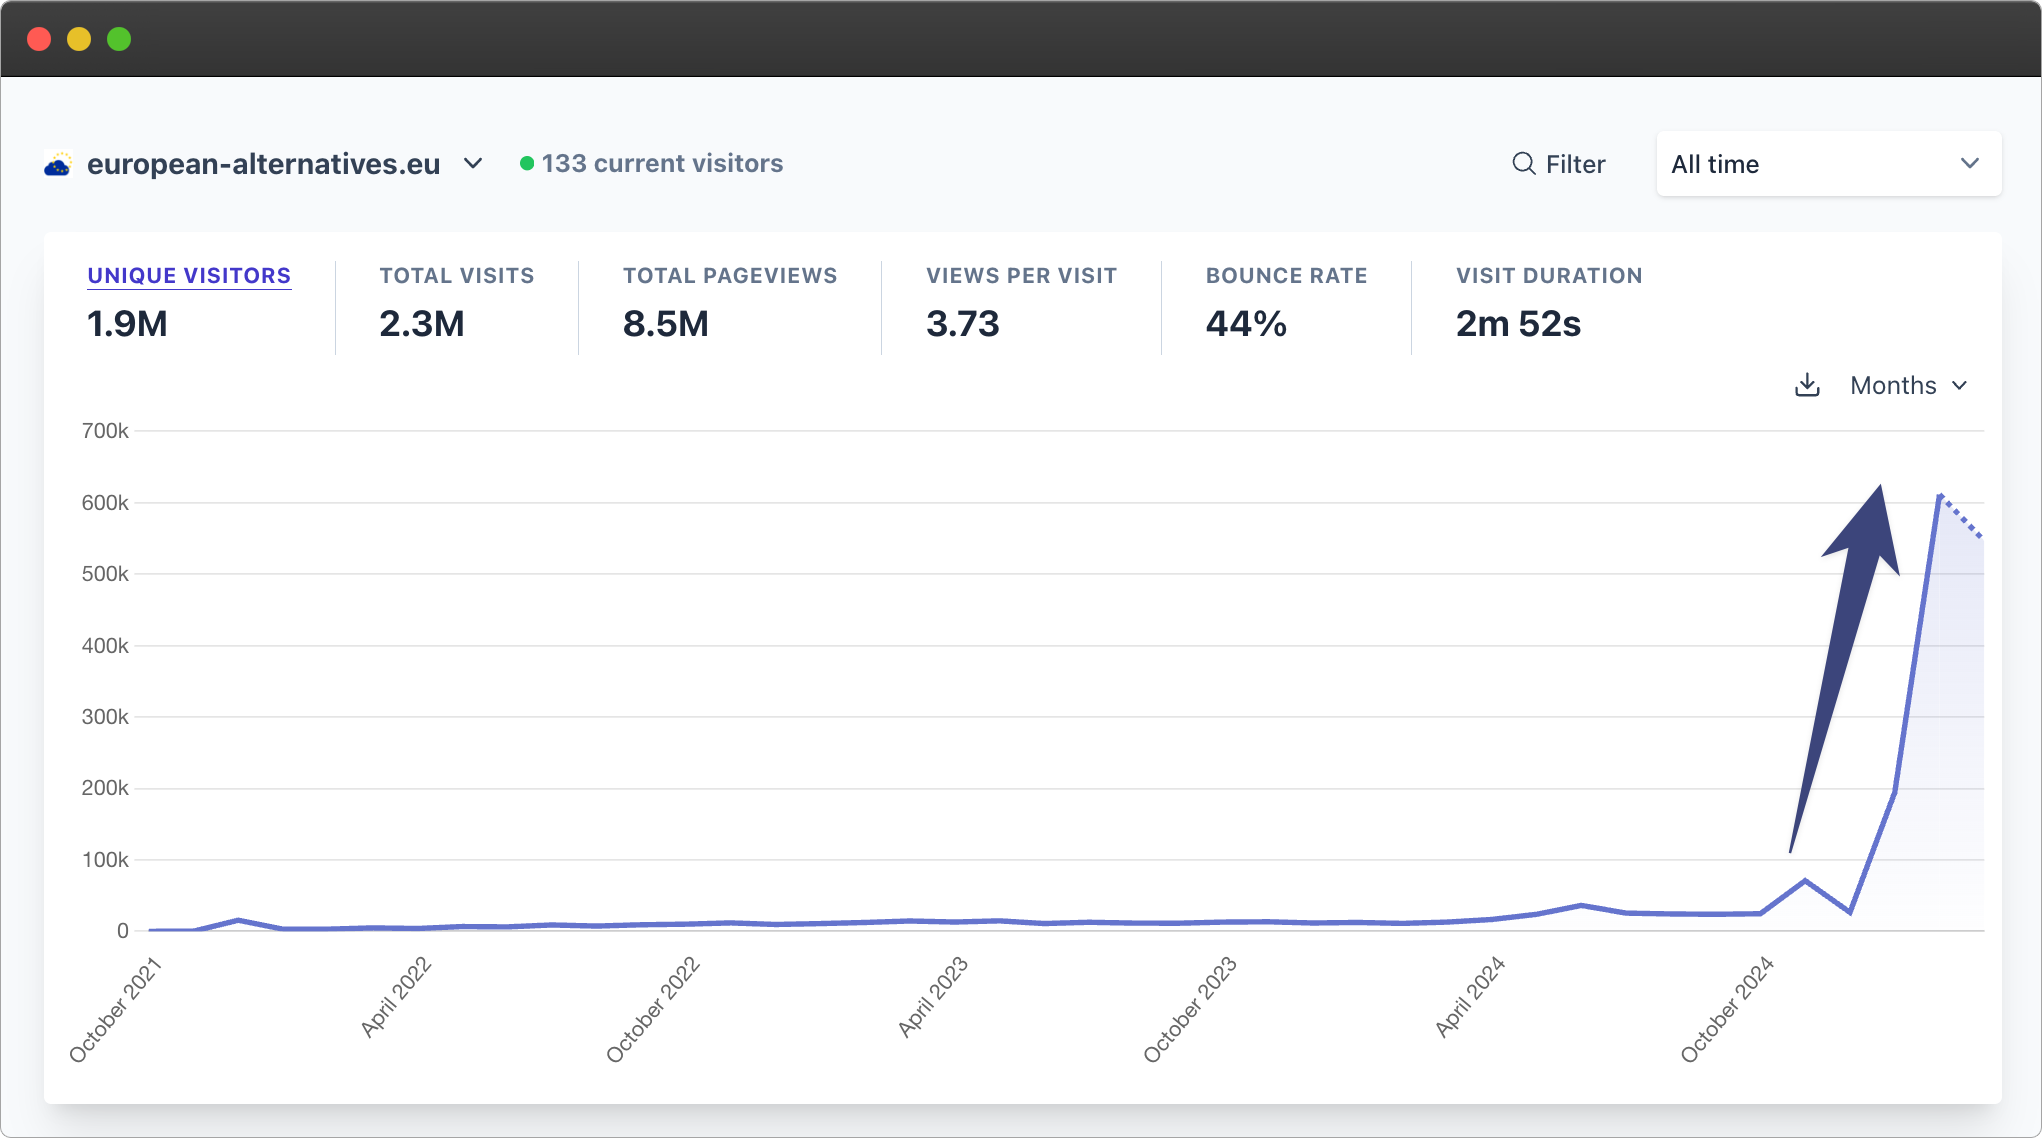 european-alternatives.eu
133 current visitors
Filter
All time
UNIQUE VISITORS
1.9M
TOTAL VISITS
2.3M
TOTAL PAGEVIEWS
8.5M
VIEWS PER VISIT
3.73
BOUNCE RATE
44%
VISIT DURATION
2m 52s
Months
700k
600k
500k
400k
300k
200k
100k
0
October 2021
April 2022
October 2022
April 2023
October 2023
April 2024
October 2024